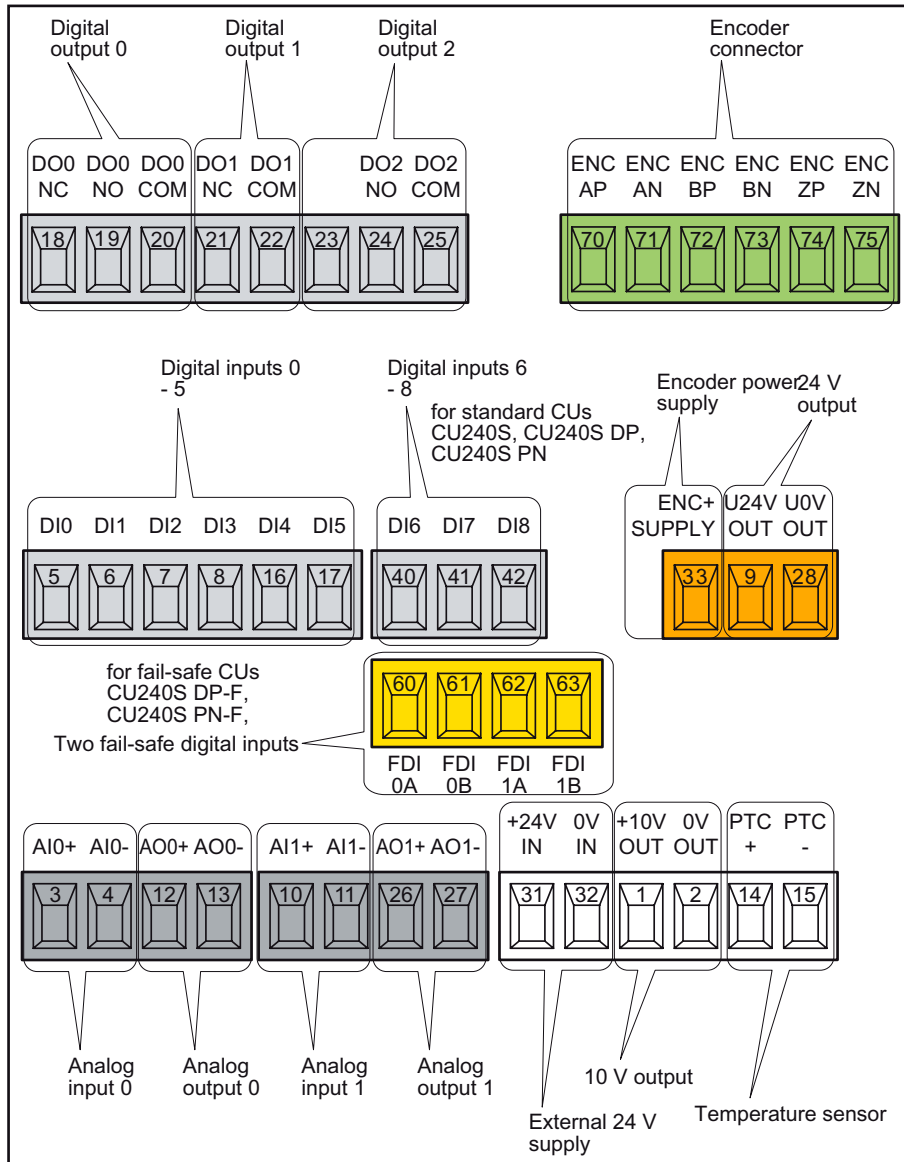 Digital
output 0
Digital
output 1
Digital
output 2
Encoder
connector
DO0 DO0 DO0 DO1 DO1 DO2 DO2
NC NO COM NC COM NO COM
ENC ENC ENC ENC ENC ENC
AP AN BP BN ZP ZN
18 19 20 21 22 23 24 25
70 71 72 73 74 75
Digital inputs 0
- 5
Digital inputs 6
- 8
for standard CUs
CU240S, CU240S DP,
CU240S PN
Encoder power
supply
24 V
output
DI0 DI1 DI2 DI3 DI4 DI5
DI6 DI7 DI8
ENC+ U24V U0V
SUPPLY OUT OUT
5 6 7 8 16 17
40 41 42
33 9 28
for fail-safe CUs
CU240S DP-F,
CU240S PN-F,
Two fail-safe digital inputs
60 61 62 63
FDI FDI FDI FDI
0A 0B 1A 1B
AI0+ AI0- AO0+ AO0- AI1+ AI1- AO1+ AO1-
+24V 0V +10V 0V PTC PTC
IN IN OUT OUT + -
3 4 12 13 10 11 26 27
31 32 1 2 14 15
Analog
input 0
Analog
output 0
Analog
input 1
Analog
output 1
External 24 V
supply
10 V output
Temperature sensor